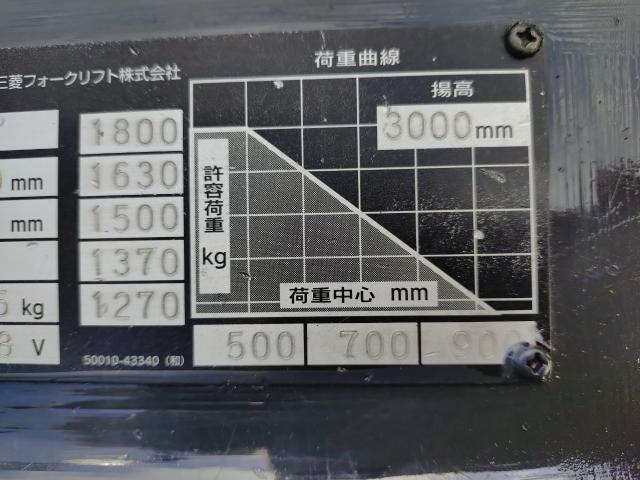 荷重曲線
三菱フォークリフト株式会社
揚高
3000mm
1800
1630
mm
1500
mm
1370
1270
kg
V
許容荷重
kg
荷重中心 mm
500
700
900
50010-43340 (和)